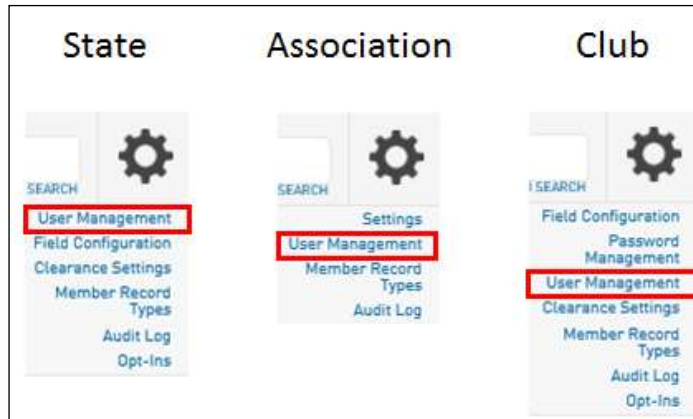 State
Association
Club
SEARCH
User Management
Field Configuration
Clearance Settings
Member Record
Types
Audit Log
Opt-Ins
SEARCH
Settings
User Management
Member Record
Types
Audit Log
SEARCH
Field Configuration
Password
Management
User Management
Clearance Settings
Member Record
Types
Audit Log
Opt-Ins